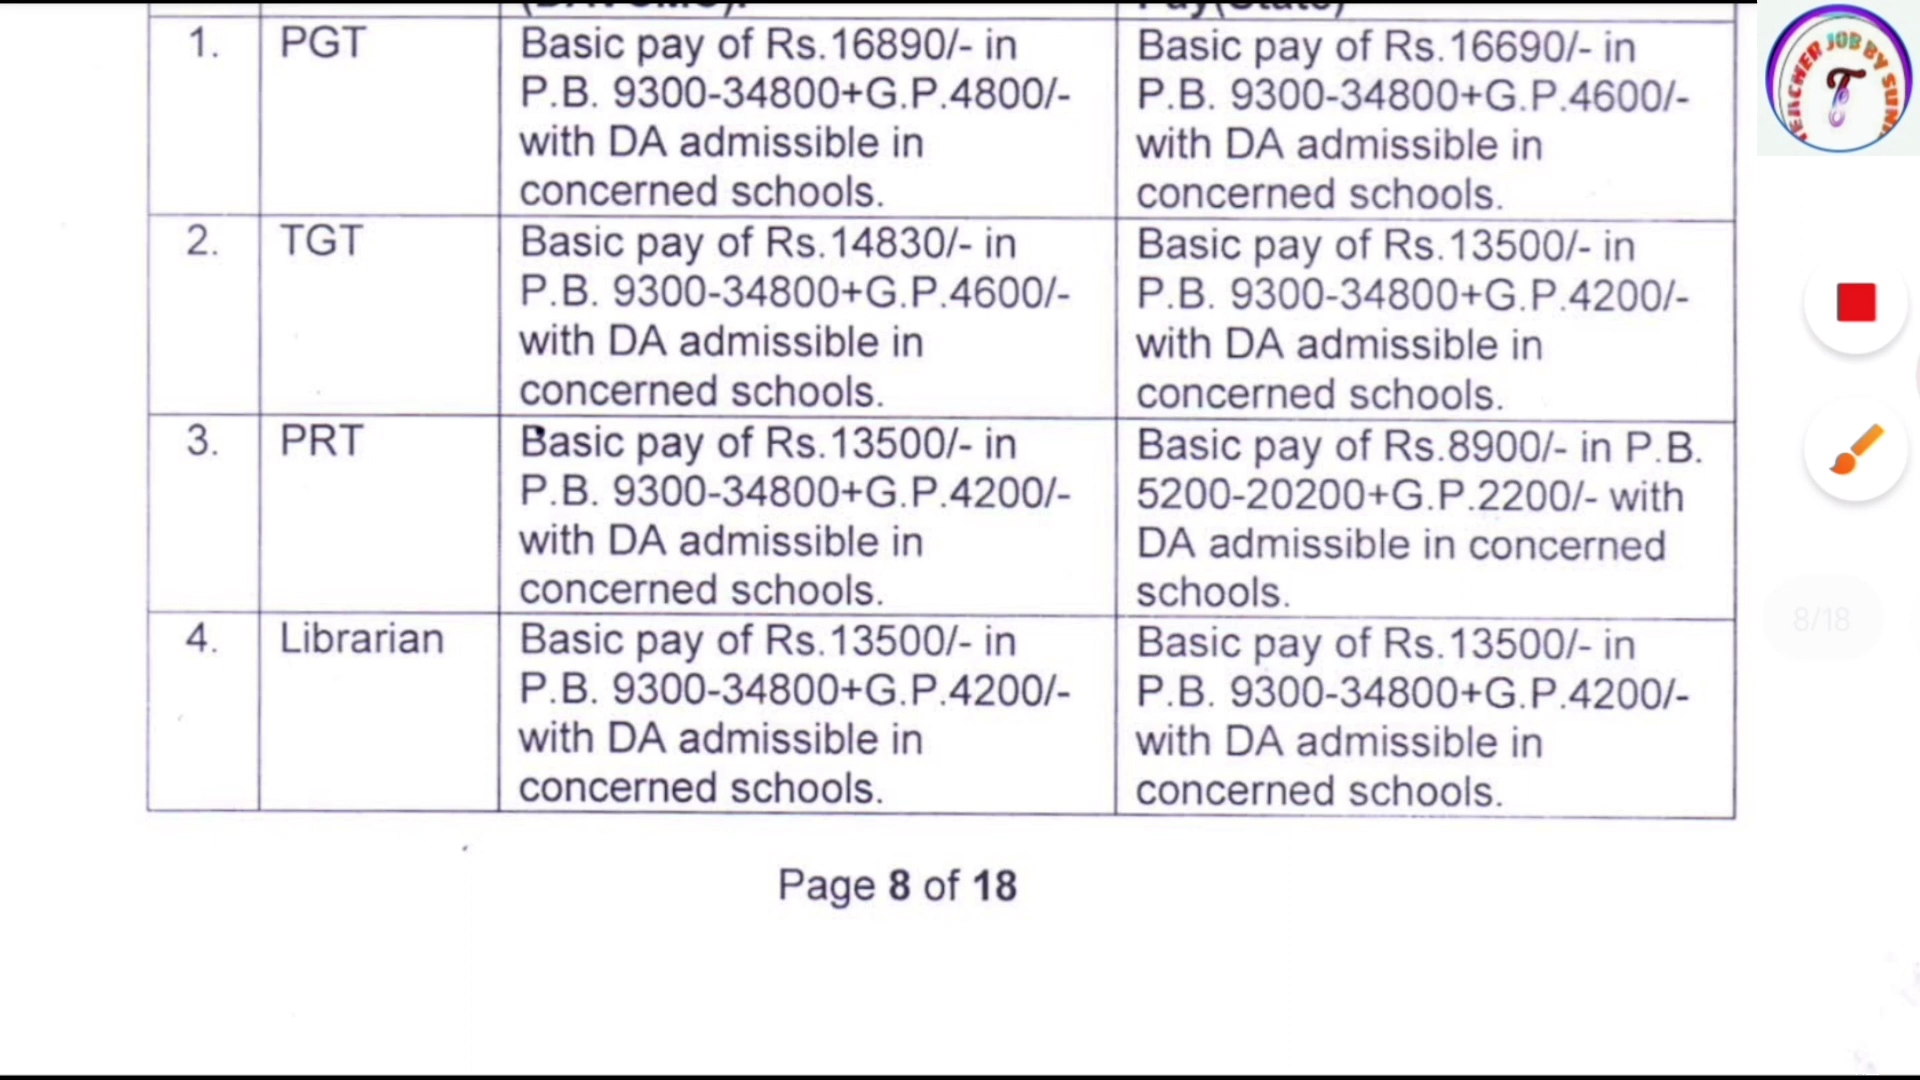 Pay(State)
1. PGT Basic pay of Rs.16890/- in Basic pay of Rs.16690/- in
P.B. 9300-34800+G.P.4800/- P.B. 9300-34800+G.P.4600/-
with DA admissible in with DA admissible in
concerned schools. concerned schools.
2. TGT Basic pay of Rs.14830/- in Basic pay of Rs.13500/- in
P.B. 9300-34800+G.P.4600/- P.B. 9300-34800+G.P.4200/-
with DA admissible in with DA admissible in
concerned schools. concerned schools.
3. PRT Basic pay of Rs.13500/- in Basic pay of Rs.8900/- in P.B.
P.B. 9300-34800+G.P.4200/- 5200-20200+G.P.2200/- with
with DA admissible in DA admissible in concerned
concerned schools. schools.
4. Librarian Basic pay of Rs.13500/- in Basic pay of Rs.13500/- in
P.B. 9300-34800+G.P.4200/- P.B. 9300-34800+G.P.4200/-
with DA admissible in with DA admissible in
concerned schools. concerned schools.
Page 8 of 18
JOB BY
T
8/18